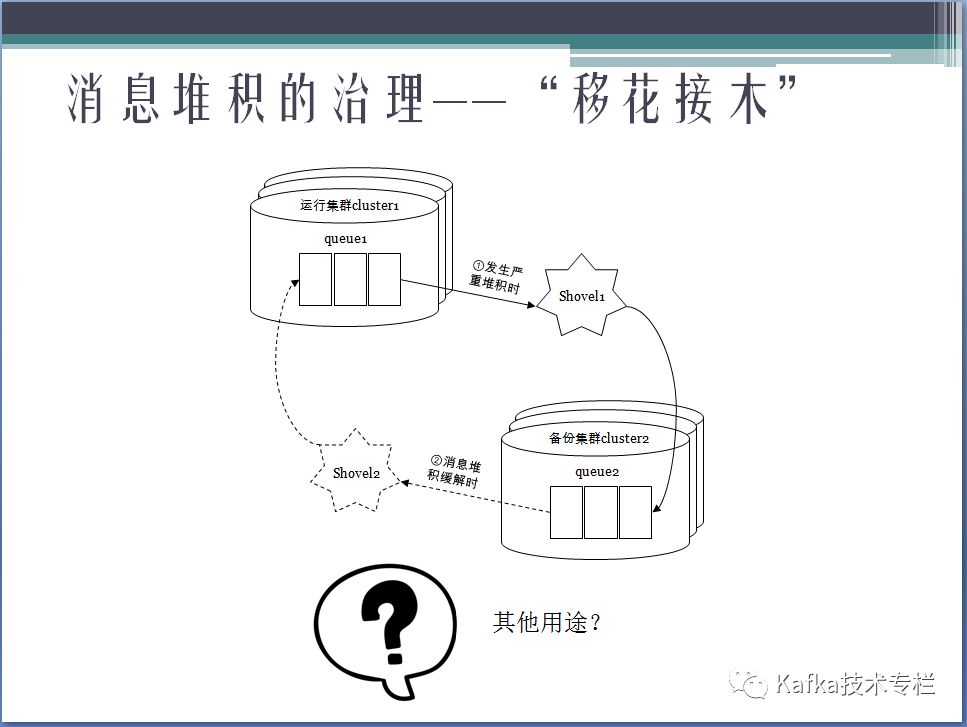 消息堆积的治理——“移花接木”
运行集群cluster1
queue1
①发生严
重堆积时
Shovel1
备份集群cluster2
queue2
②消息堆
积缓解时
Shovel2
?
其他用途？
Kafka技术专栏